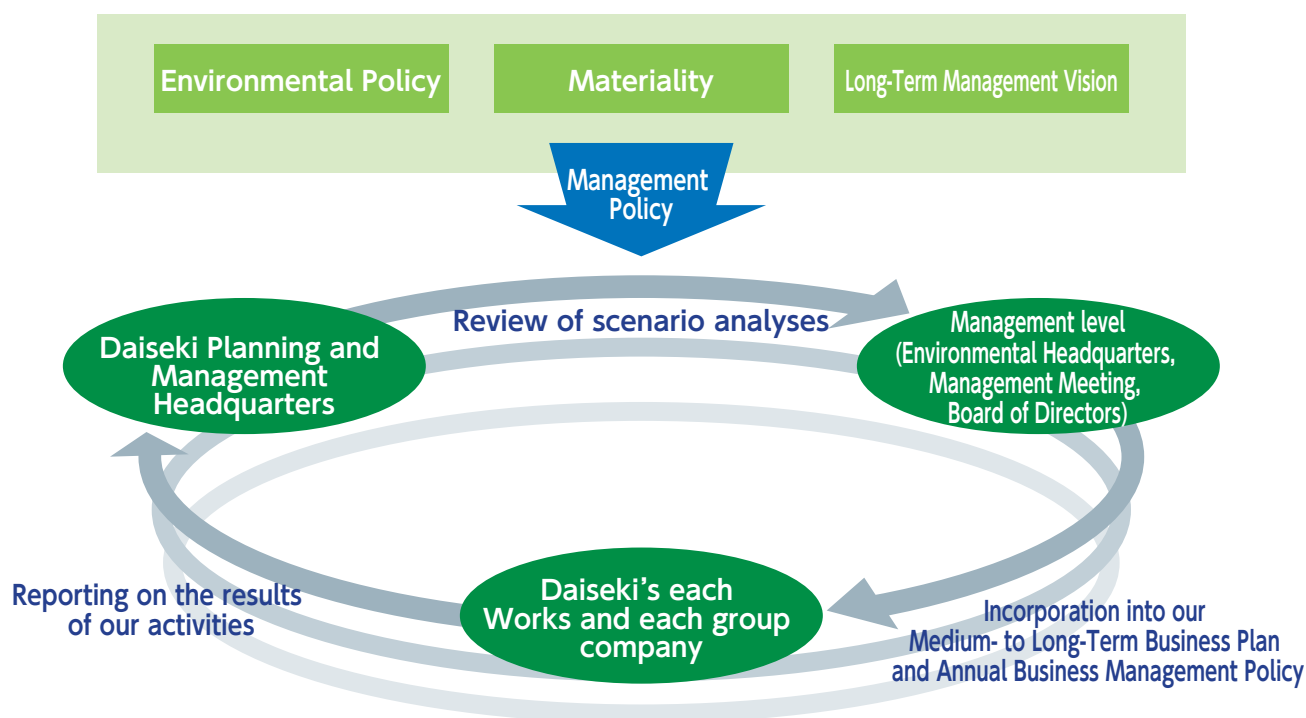 Environmental Policy
Materiality
Long-Term Management Vision
Management
Policy
Review of scenario analyses
Daiseki Planning and
Management
Headquarters
Management level
(Environmental Headquarters,
Management Meeting,
Board of Directors)
Reporting on the results
of our activities
Daiseki’s each
Works and each group
company
Incorporation into our
Medium- to Long-Term Business Plan
and Annual Business Management Policy